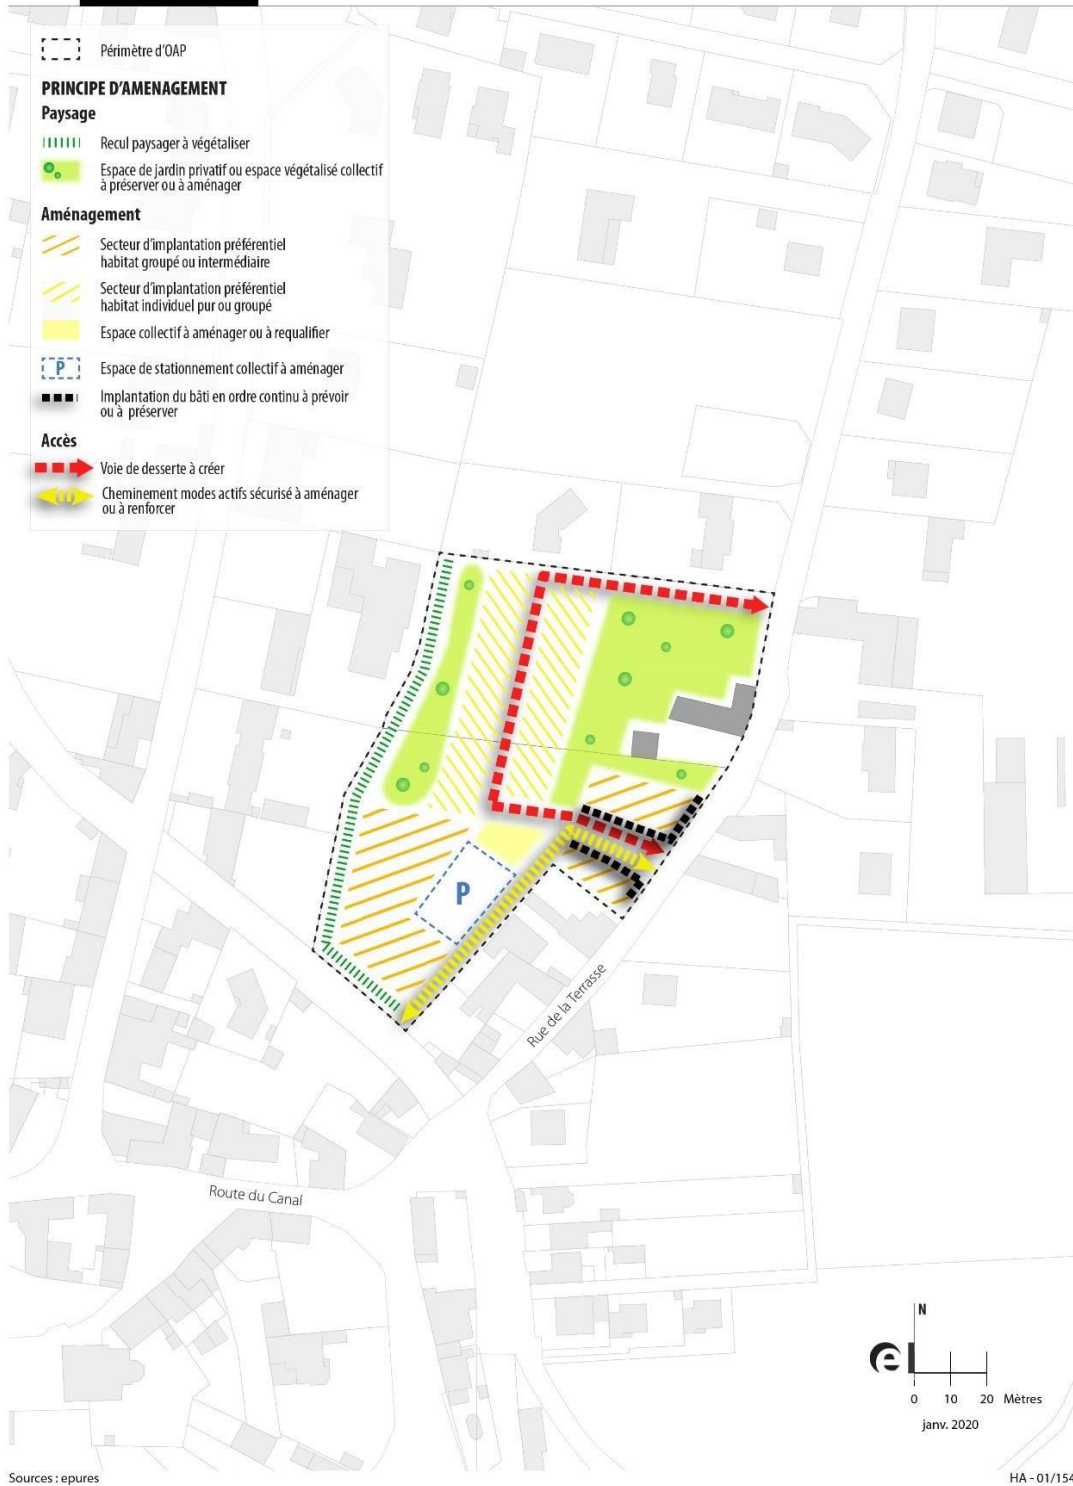 Périmètre d'OAP
PRINCIPE D'AMENAGEMENT
Paysage
Recul paysager à végétaliser
Espace de jardin privatif ou espace végétalisé collectif
à préserver ou à aménager
Aménagement
Secteur d'implantation préférentiel
habitat groupé ou intermédiaire
Secteur d'implantation préférentiel
habitat individuel pur ou groupé
Espace collectif à aménager ou à requalifier
P
Espace de stationnement collectif à aménager
Implantation du bâti en ordre continu à prévoir
ou à préserver
Accès
Voie de desserte à créer
Cheminement modes actifs sécurisé à aménager
ou à renforcer
P
Rue de la Terrasse
Route du Canal
N
e
0 10 20 Mètres
janv. 2020
Sources : epures
HA - 01/154